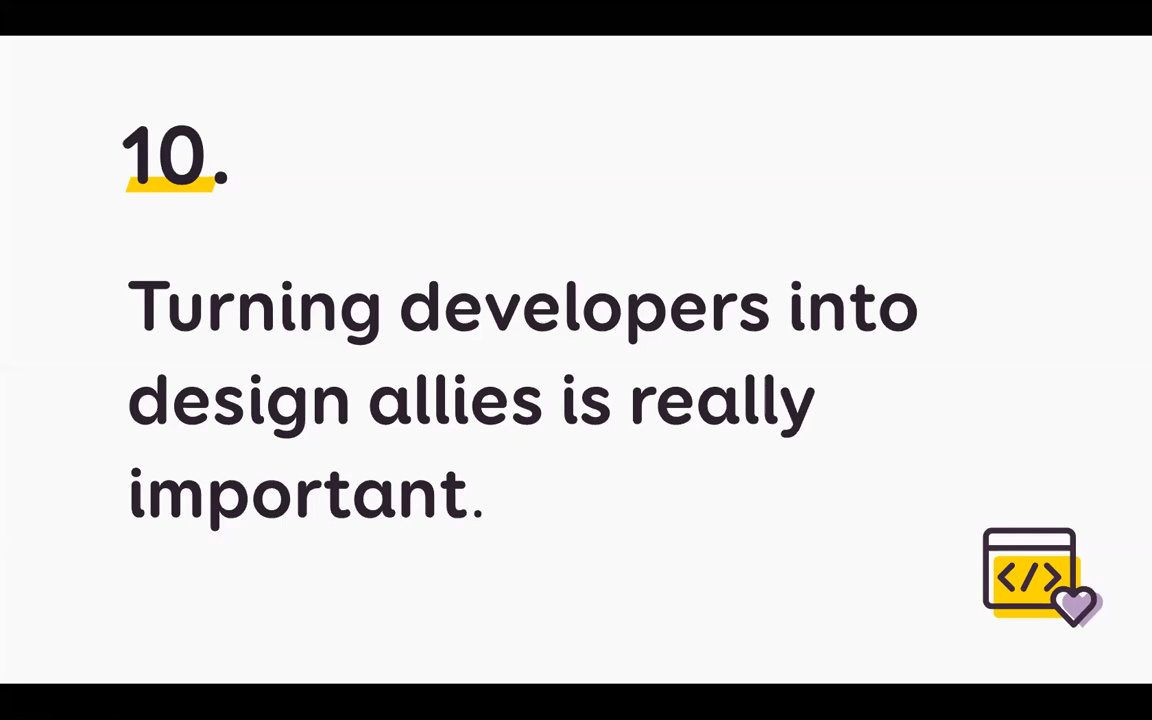 10.
Turning developers into
design allies is really
important.
</>